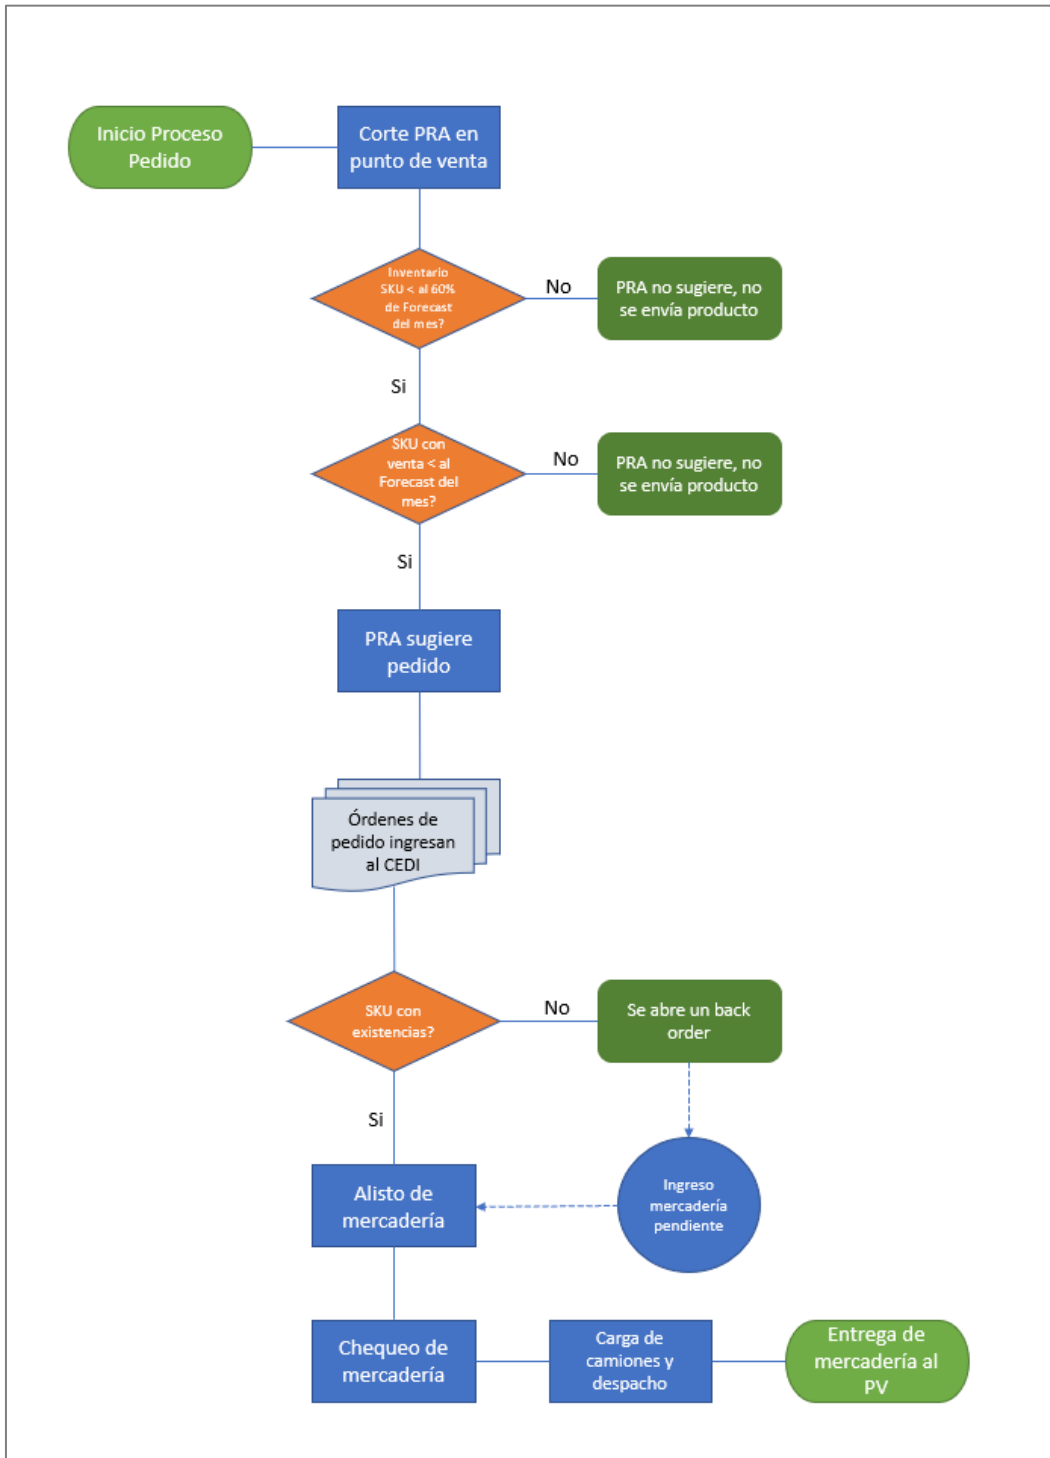 Inicio Proceso
Pedido
Corte PRA en
punto de venta
Inventario
SKU < al 60%
de Forecast
del mes?
No
PRA no sugiere, no
se envía producto
Si
SKU con
venta < al
Forecast del
mes?
No
PRA no sugiere, no
se envía producto
Si
PRA sugiere
pedido
Órdenes de
pedido ingresan
al CEDI
SKU con
existencias?
No
Se abre un back
order
Si
Alisto de
mercadería
Ingreso
mercadería
pendiente
Chequeo de
mercadería
Carga de
camiones y
despacho
Entrega de
mercadería al
PV